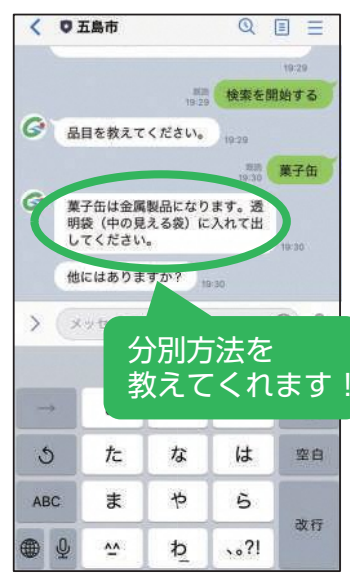 五島市
19:29
既読
19:29
検索を開始する
品目を教えてください。
19:29
既読
19:30
菓子缶
菓子缶は金属製品になります。透
明袋（中の見える袋）に入れて出
してください。
19:30
他にはありますか？
19:30
分別方法を
教えてくれます！
→
た
な
は
空白
ABC
ま
や
ら
改行
^^
わ
、。?!